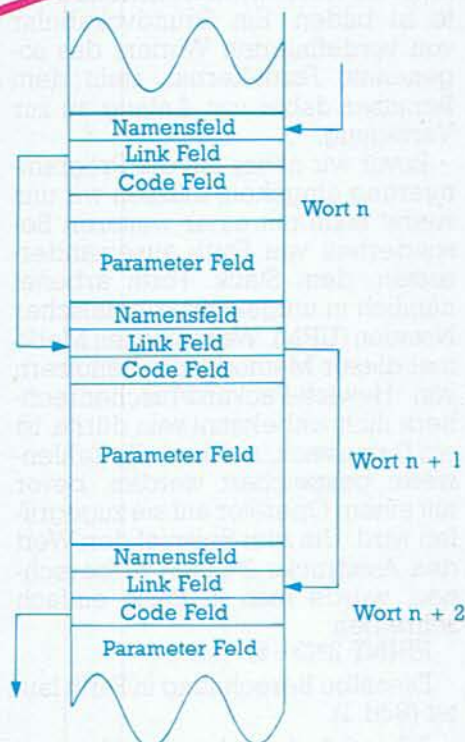 Namensfeld
Link Feld
Code Feld
Wort n
Parameter Feld
Namensfeld
Link Feld
Code Feld
Parameter Feld
Wort n + 1
Namensfeld
Link Feld
Code Feld
Wort n + 2
Parameter Feld